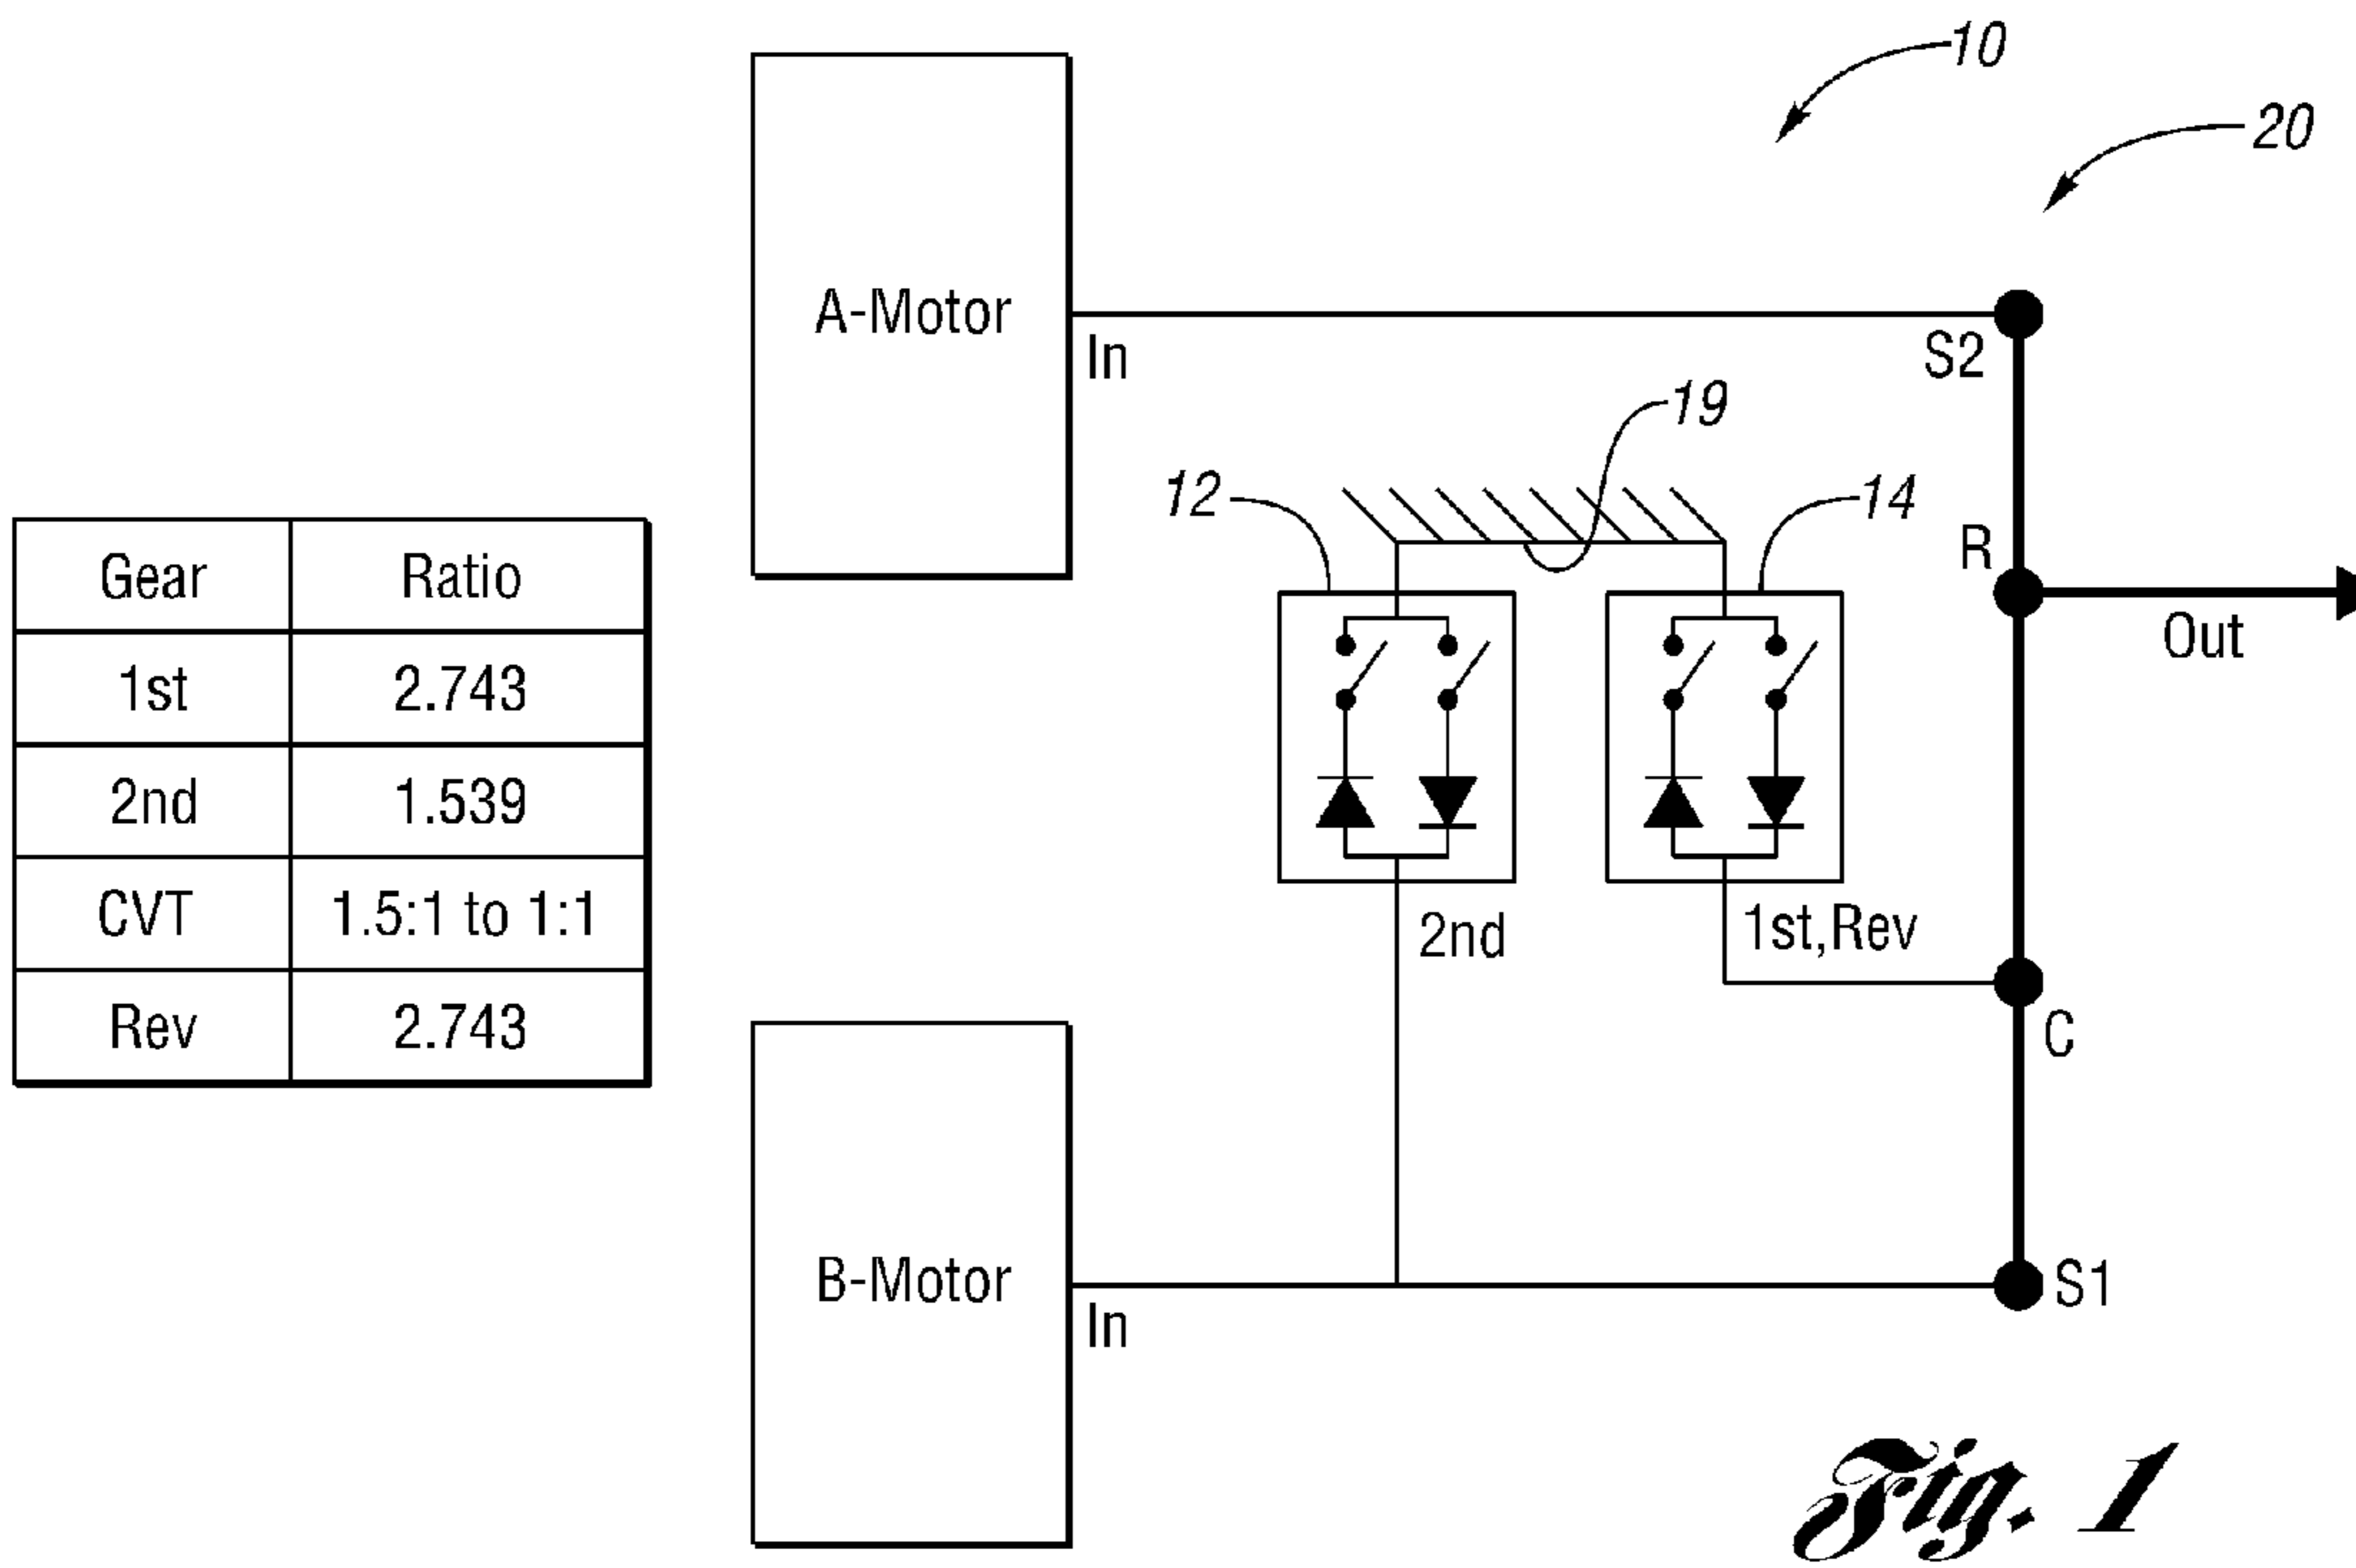 10
20
A-Motor
In
S2
19
12
14
R
Out
Gear Ratio
1st 2.743
2nd 1.539
CVT 1.5:1 to 1:1
Rev 2.743
2nd
1st,Rev
C
B-Motor
In
S1
Fig. 1